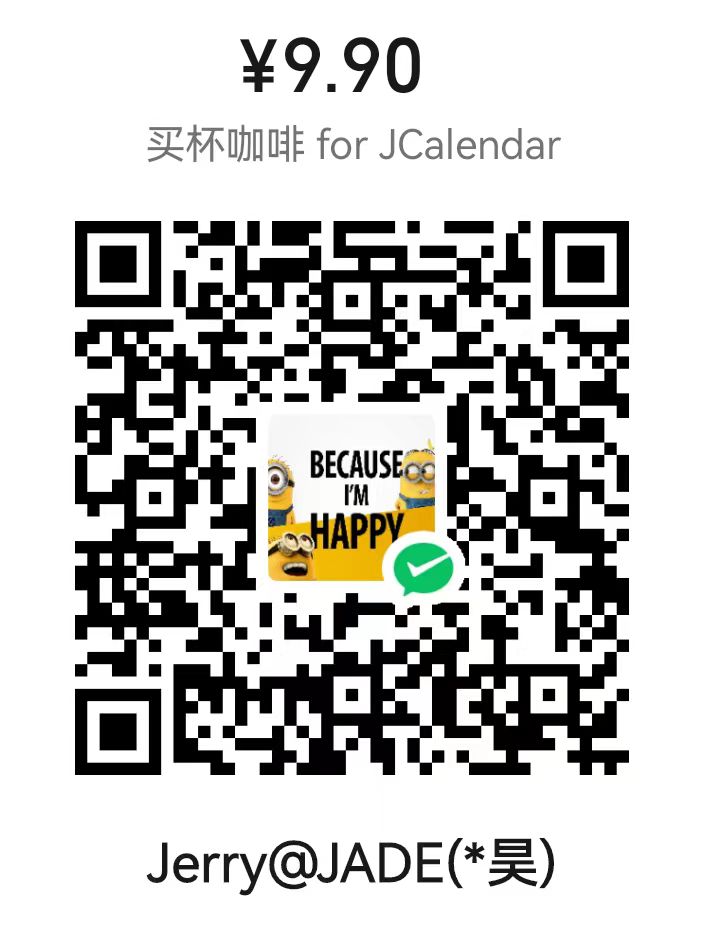 ¥9.90
买杯咖啡 for JCalendar
BECAUSE
I'M
HAPPY
Jerry@JADE(*昊)